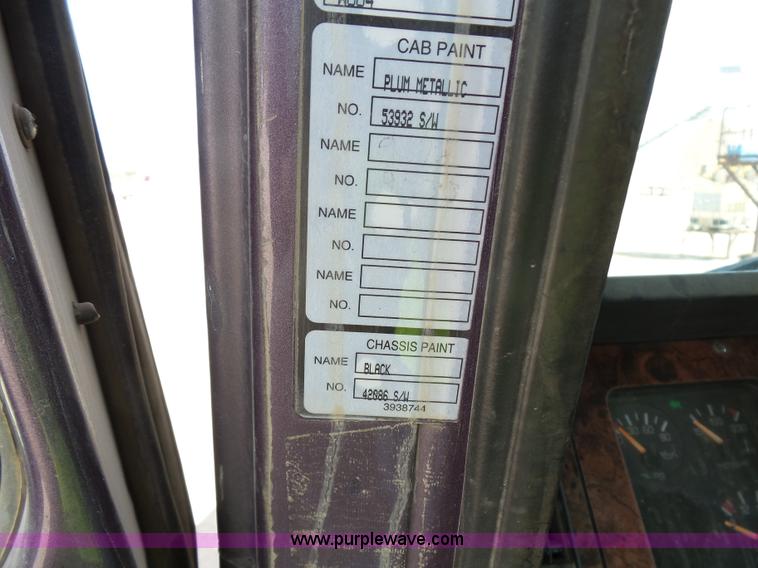 CAB PAINT
NAME PLUM METALLIC
NO. 53932 S/W
NAME
NO.
NAME
NO.
NAME
NO.
CHASSIS PAINT
NAME BLACK
NO. 42086 S/W
3938744
www.purplewave.com